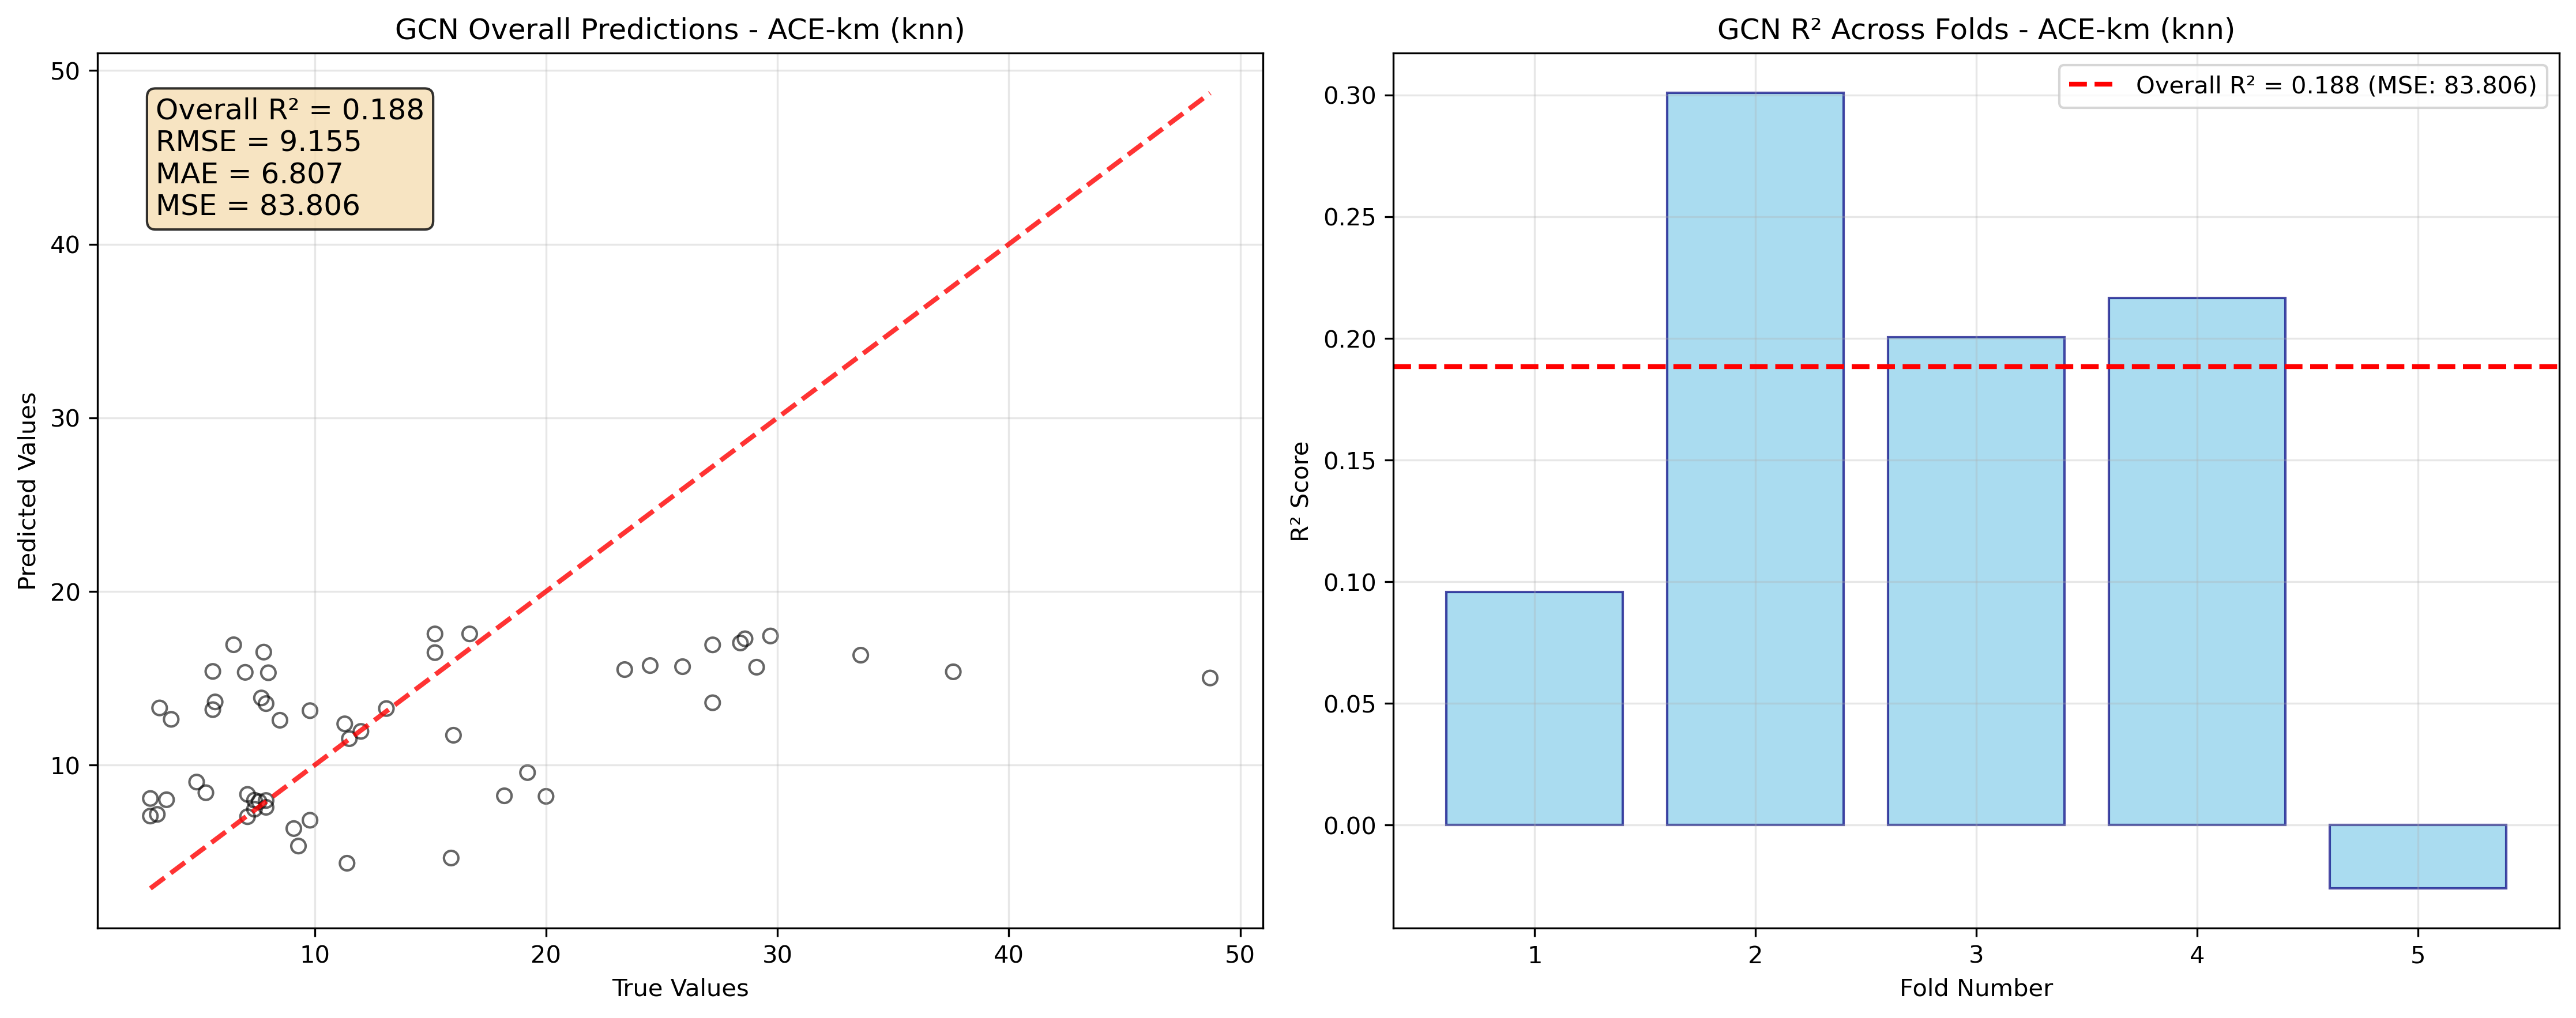 GCN Overall Predictions - ACE-km (knn)
Overall R² = 0.188
RMSE = 9.155
MAE = 6.807
MSE = 83.806
Predicted Values
50
40
30
20
10
10
20
30
40
50
True Values
GCN R² Across Folds - ACE-km (knn)
Overall R² = 0.188 (MSE: 83.806)
R² Score
0.30
0.25
0.20
0.15
0.10
0.05
0.00
1
2
3
4
5
Fold Number